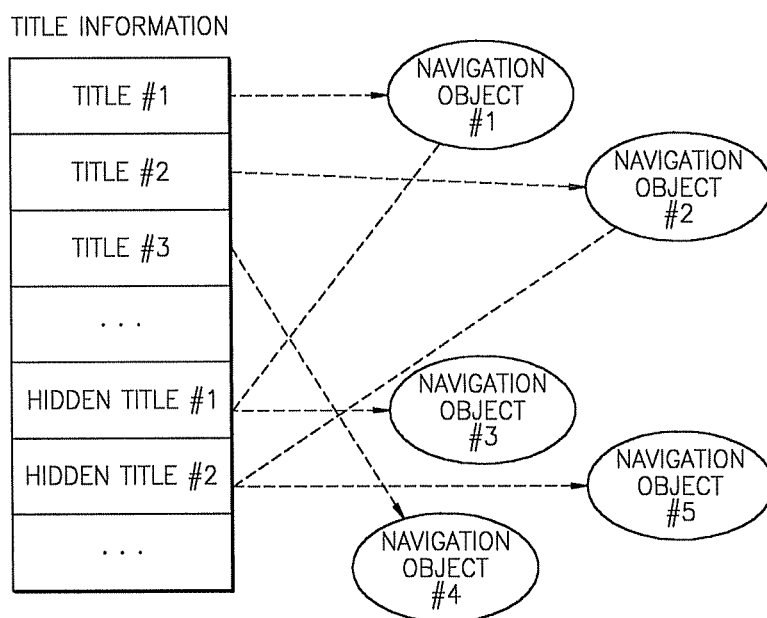 TITLE INFORMATION
TITLE #1
TITLE #2
TITLE #3
...
HIDDEN TITLE #1
HIDDEN TITLE #2
...
NAVIGATION
OBJECT
#1
NAVIGATION
OBJECT
#2
NAVIGATION
OBJECT
#3
NAVIGATION
OBJECT
#5
NAVIGATION
OBJECT
#4